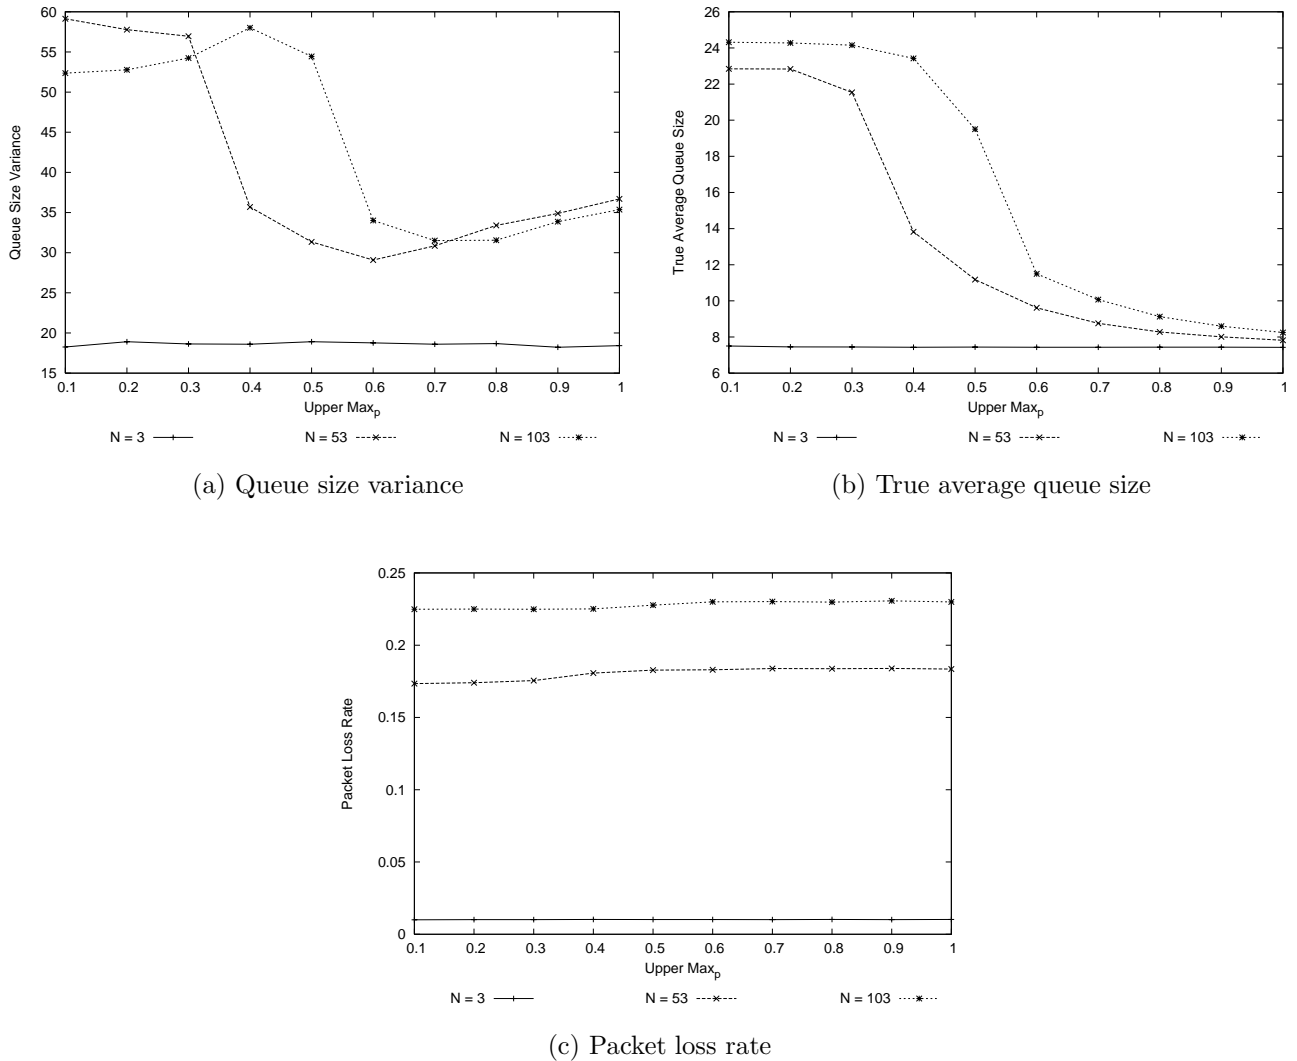 60
55
50
45
40
35
30
25
20
15
Queue Size Variance
0.1 0.2 0.3 0.4 0.5 0.6 0.7 0.8 0.9 1
Upper Max_p
N = 3 N = 53 N = 103
(a) Queue size variance
26
24
22
20
18
16
14
12
10
8
6
True Average Queue Size
0.1 0.2 0.3 0.4 0.5 0.6 0.7 0.8 0.9 1
Upper Max_p
N = 3 N = 53 N = 103
(b) True average queue size
0.25
0.2
0.15
0.1
0.05
0
Packet Loss Rate
0.1 0.2 0.3 0.4 0.5 0.6 0.7 0.8 0.9 1
Upper Max_p
N = 3 N = 53 N = 103
(c) Packet loss rate